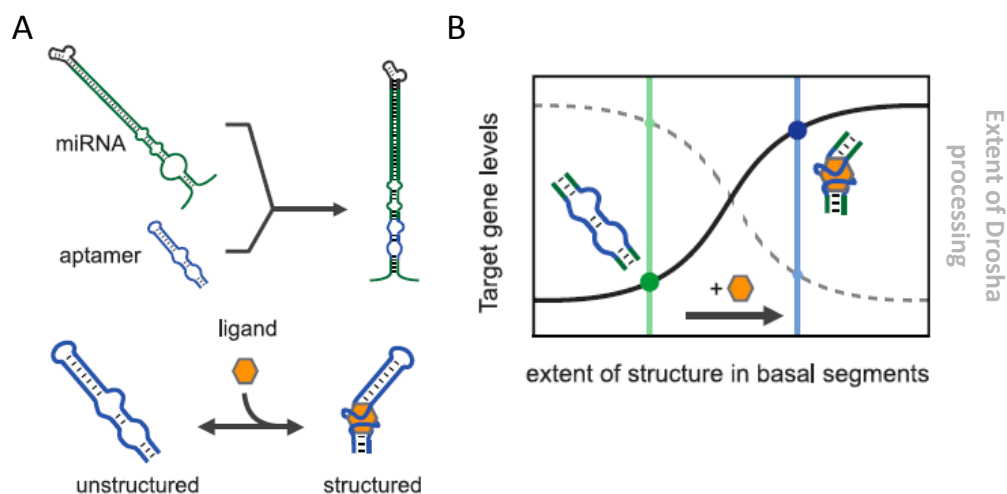 A
miRNA
aptamer
ligand
unstructured
structured
B
Target gene levels
+
extent of structure in basal segments
Extent of Drosha
processing